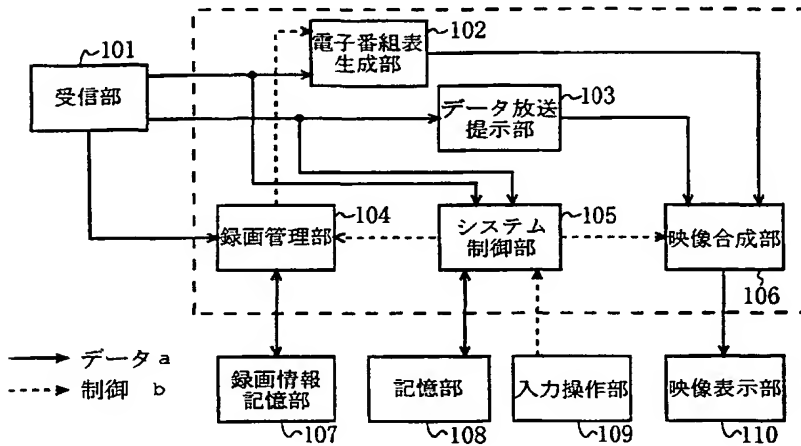 101
受信部
電子番組表
生成部
102
データ放送
提示部
103
録画管理部
104
システム
制御部
105
映像合成部
106
データa
制御 b
録画情報
記憶部
107
記憶部
108
入力操作部
109
映像表示部
110